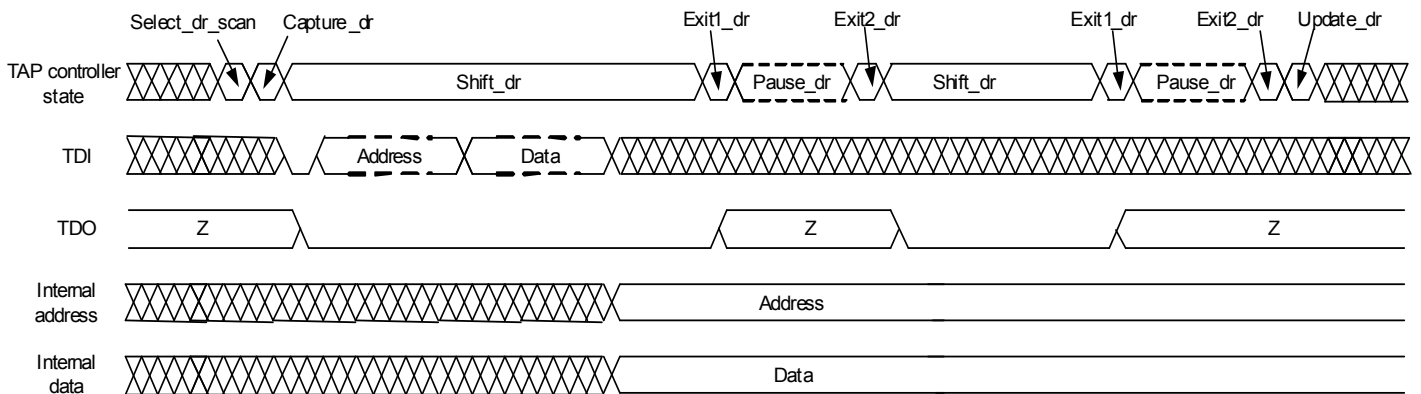 Select_dr_scan Capture_dr Exit1_dr Exit2_dr Exit1_dr Exit2_dr Update_dr
TAP controller
state
Shift_dr Pause_dr Shift_dr Pause_dr
TDI
Address Data
TDO
Z Z Z
Internal
address
Address
Internal
data
Data